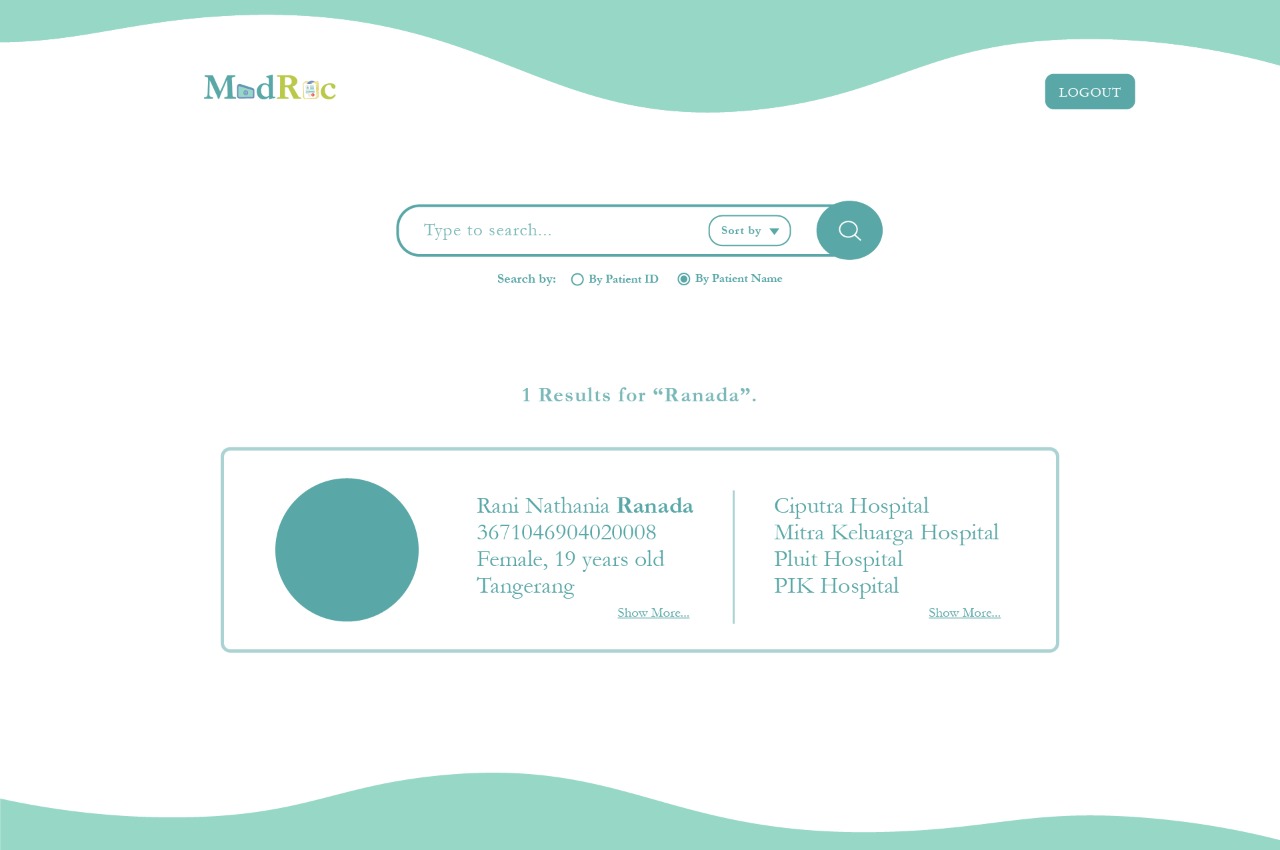 MedRec
LOGOUT
Type to search...
Sort by
Search by: By Patient ID By Patient Name
1 Results for “Ranada”.
Rani Nathania Ranada
3671046904020008
Female, 19 years old
Tangerang
Show More...
Ciputra Hospital
Mitra Keluarga Hospital
Pluit Hospital
PIK Hospital
Show More...